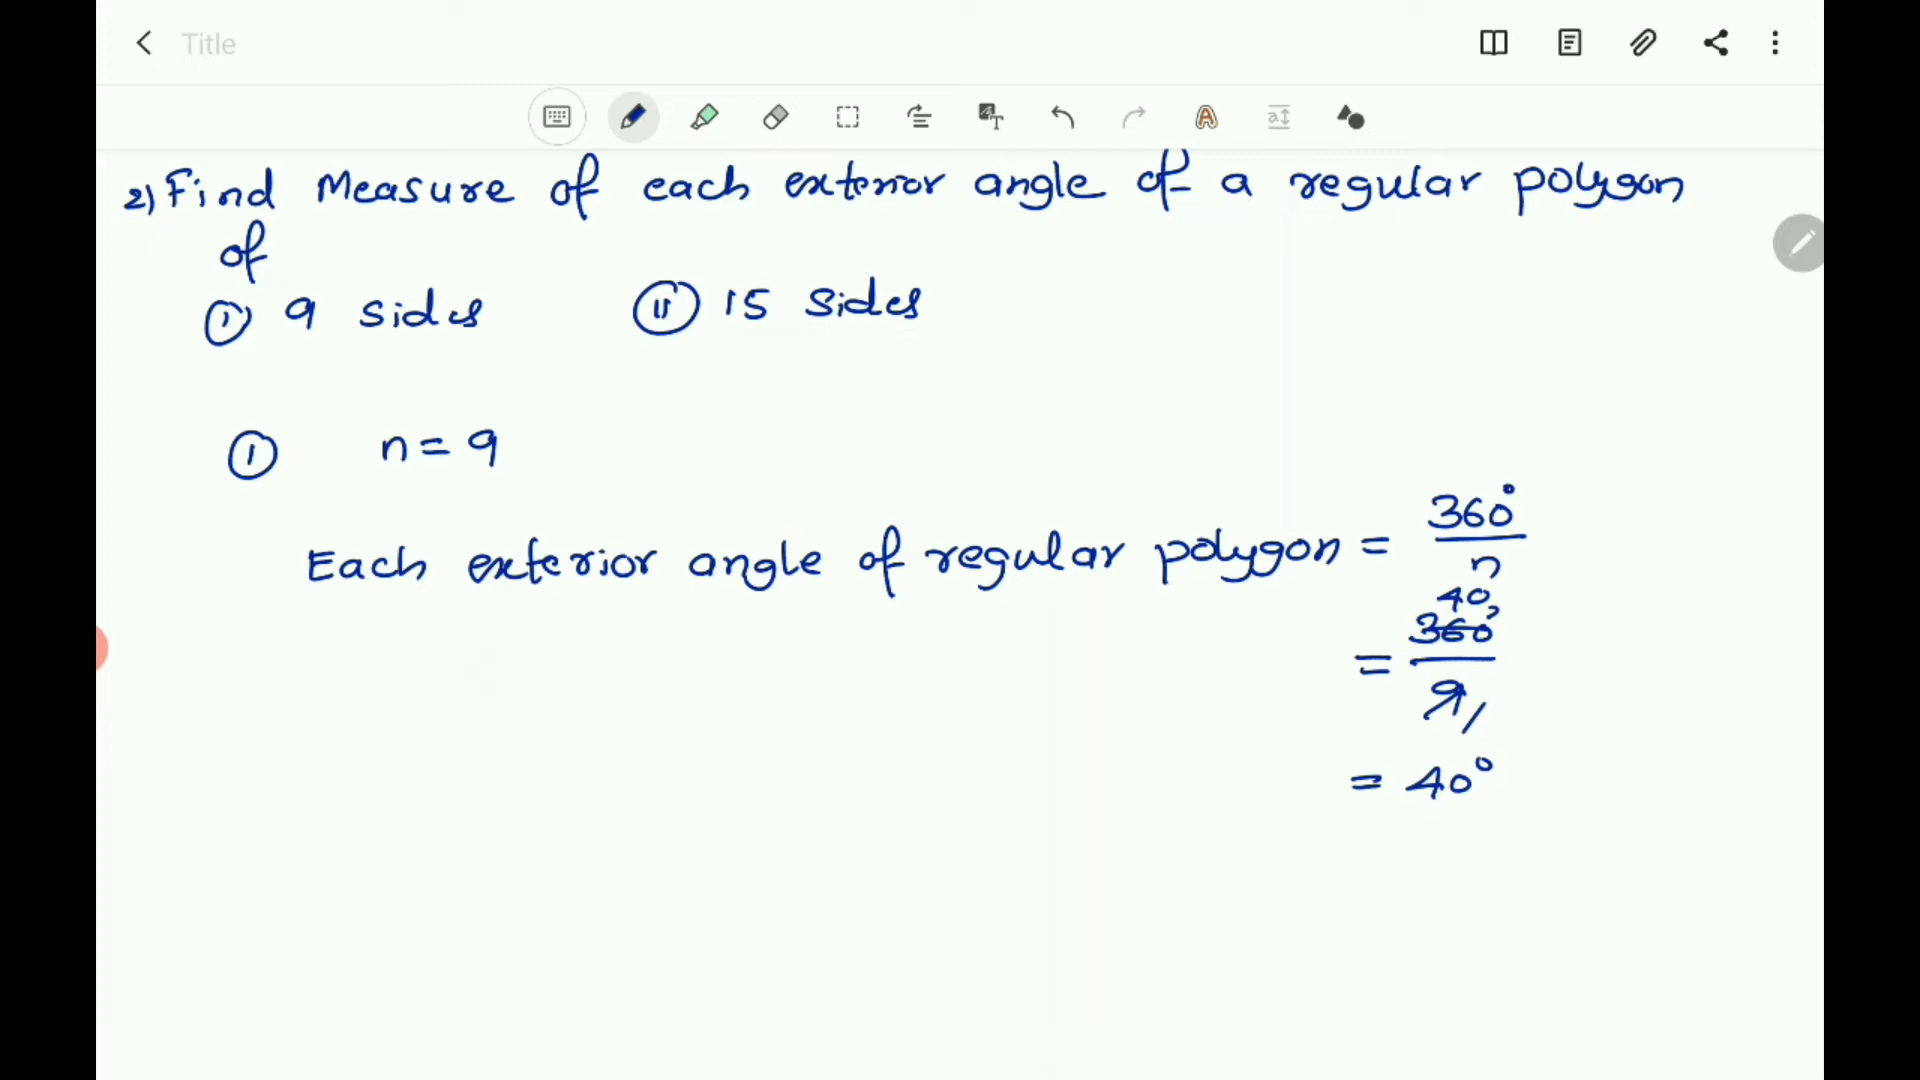 Title
2) Find Measure of each exterior angle of a regular polygon
of
(i) 9 sides (ii) 15 sides
(1) n = 9
Each exterior angle of regular polygon = 360°/n
40
= 360/9
= 40°